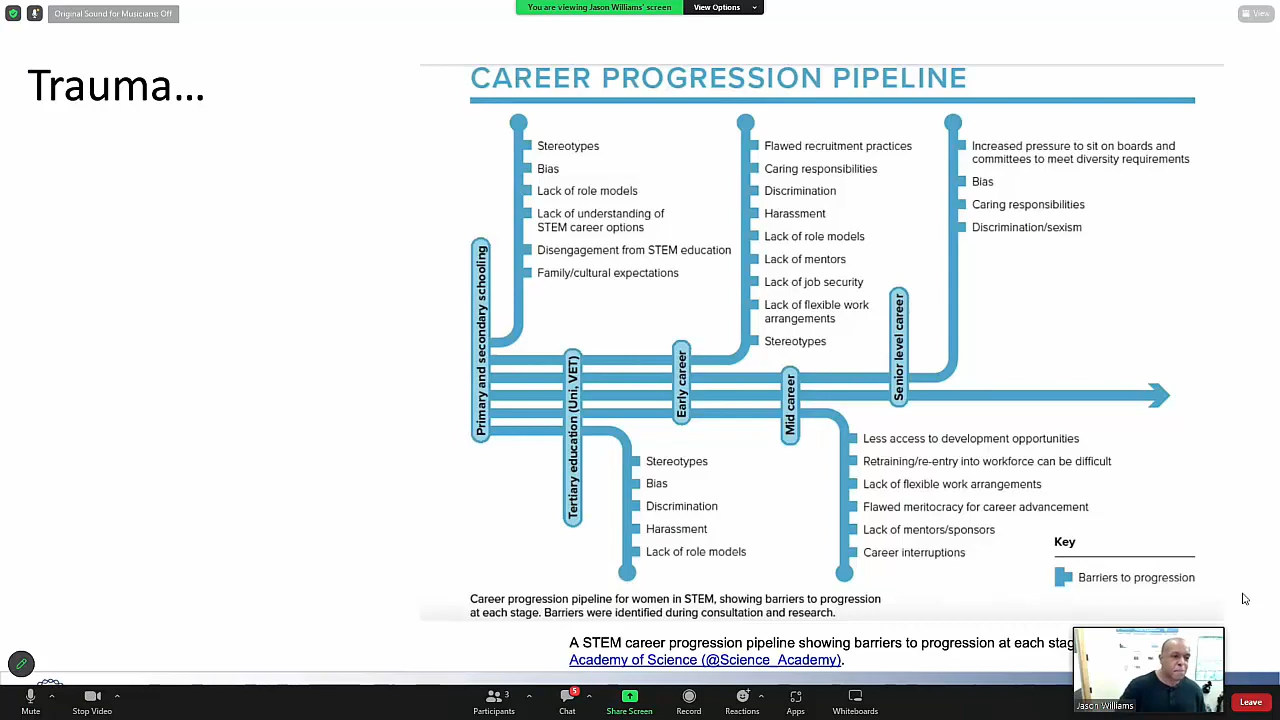 Original Sound for Musicians: Off
You are viewing Jason Williams' screen
View Options
View
Trauma...
CAREER PROGRESSION PIPELINE
Stereotypes
Bias
Lack of role models
Lack of understanding of
STEM career options
Disengagement from STEM education
Family/cultural expectations
Flawed recruitment practices
Caring responsibilities
Discrimination
Harassment
Lack of role models
Lack of mentors
Lack of job security
Lack of flexible work
arrangements
Stereotypes
Increased pressure to sit on boards and
committees to meet diversity requirements
Bias
Caring responsibilities
Discrimination/sexism
Primary and secondary schooling
Tertiary education (Uni, VET)
Early career
Mid career
Senior level career
Stereotypes
Bias
Discrimination
Harassment
Lack of role models
Less access to development opportunities
Retraining/re-entry into workforce can be difficult
Lack of flexible work arrangements
Flawed meritocracy for career advancement
Lack of mentors/sponsors
Career interruptions
Key
Barriers to progression
Career progression pipeline for women in STEM, showing barriers to progression
at each stage. Barriers were identified during consultation and research.
A STEM career progression pipeline showing barriers to progression at each
Academy of Science (@Science_Academy).
Jason Williams
Mute
Stop Video
Participants
3
Chat
5
Share Screen
Record
Reactions
Apps
Whiteboards
Leave